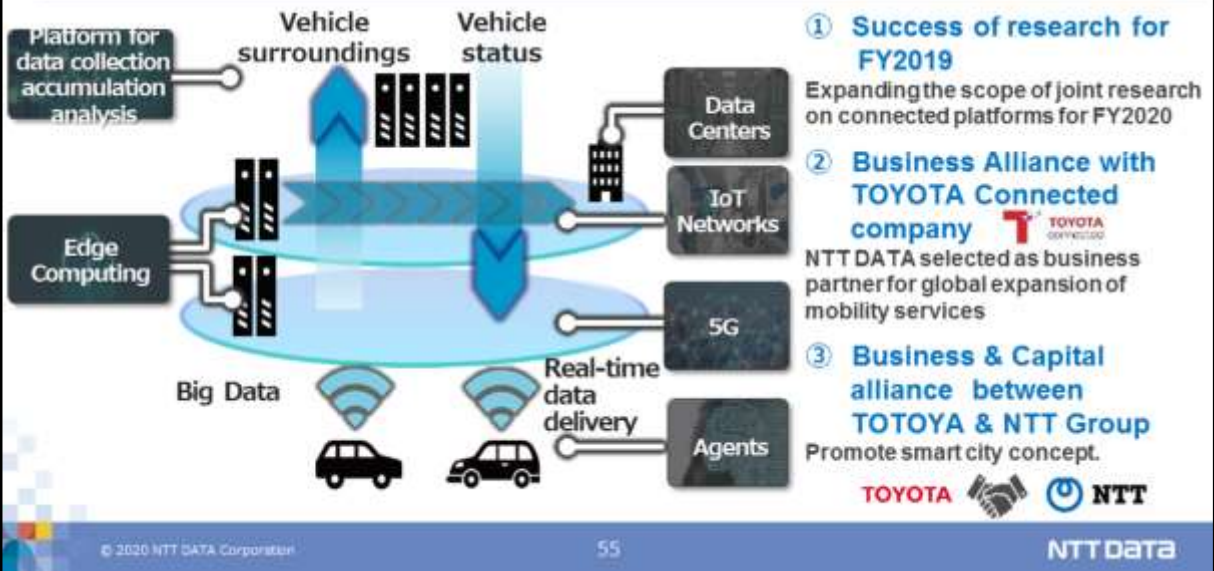 Platform for
data collection
accumulation
analysis
Vehicle
surroundings
Vehicle
status
Data
Centers
IoT
Networks
Edge
Computing
5G
Big Data
Real-time
data
delivery
Agents
① Success of research for
FY2019
Expanding the scope of joint research
on connected platforms for FY2020
② Business Alliance with
TOYOTA Connected
company
TOYOTA
CONNECTED
NTT DATA selected as business
partner for global expansion of
mobility services
③ Business & Capital
alliance between
TOTOYA & NTT Group
Promote smart city concept.
TOYOTA
NTT
© 2020 NTT DATA Corporation
55
NTT DATA